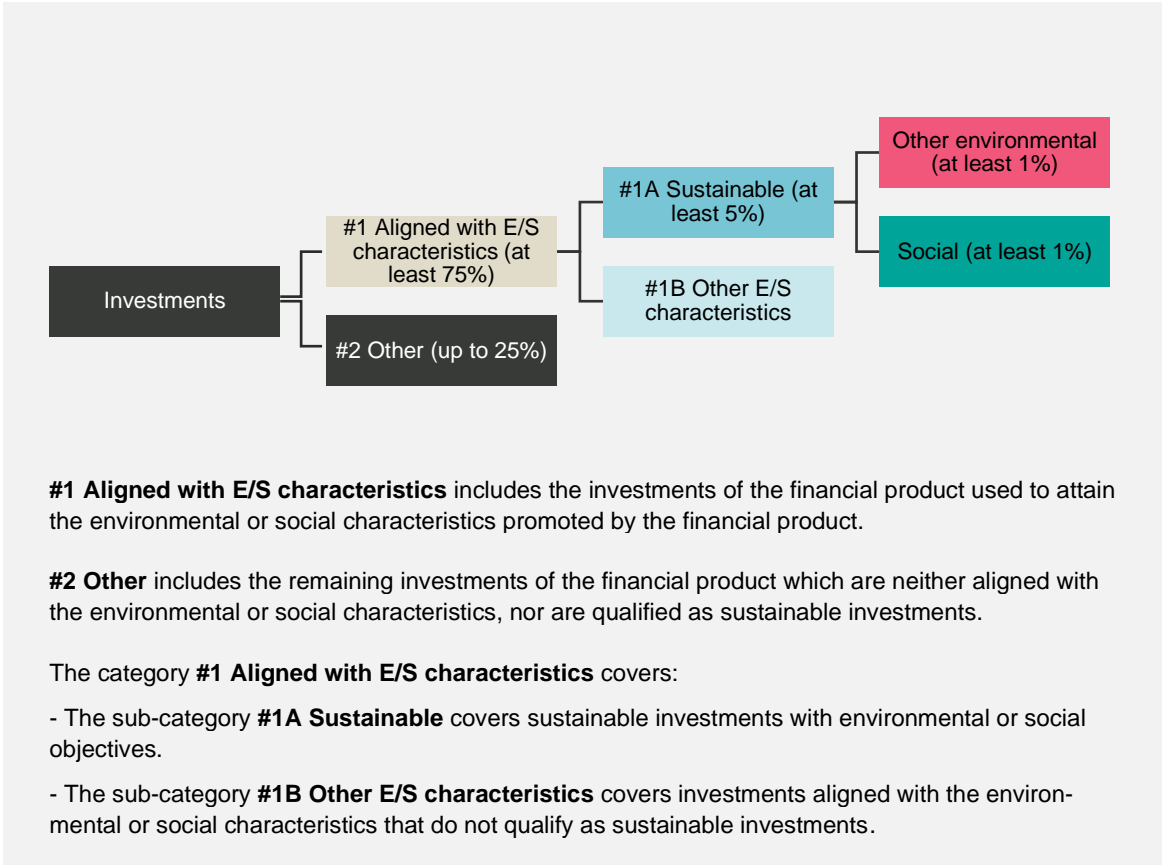 Investments
#1 Aligned with E/S
characteristics (at
least 75%)
#2 Other (up to 25%)
#1A Sustainable (at
least 5%)
#1B Other E/S
characteristics
Other environmental
(at least 1%)
Social (at least 1%)
#1 Aligned with E/S characteristics includes the investments of the financial product used to attain
the environmental or social characteristics promoted by the financial product.
#2 Other includes the remaining investments of the financial product which are neither aligned with
the environmental or social characteristics, nor are qualified as sustainable investments.
The category #1 Aligned with E/S characteristics covers:
- The sub-category #1A Sustainable covers sustainable investments with environmental or social
objectives.
- The sub-category #1B Other E/S characteristics covers investments aligned with the environ-
mental or social characteristics that do not qualify as sustainable investments.